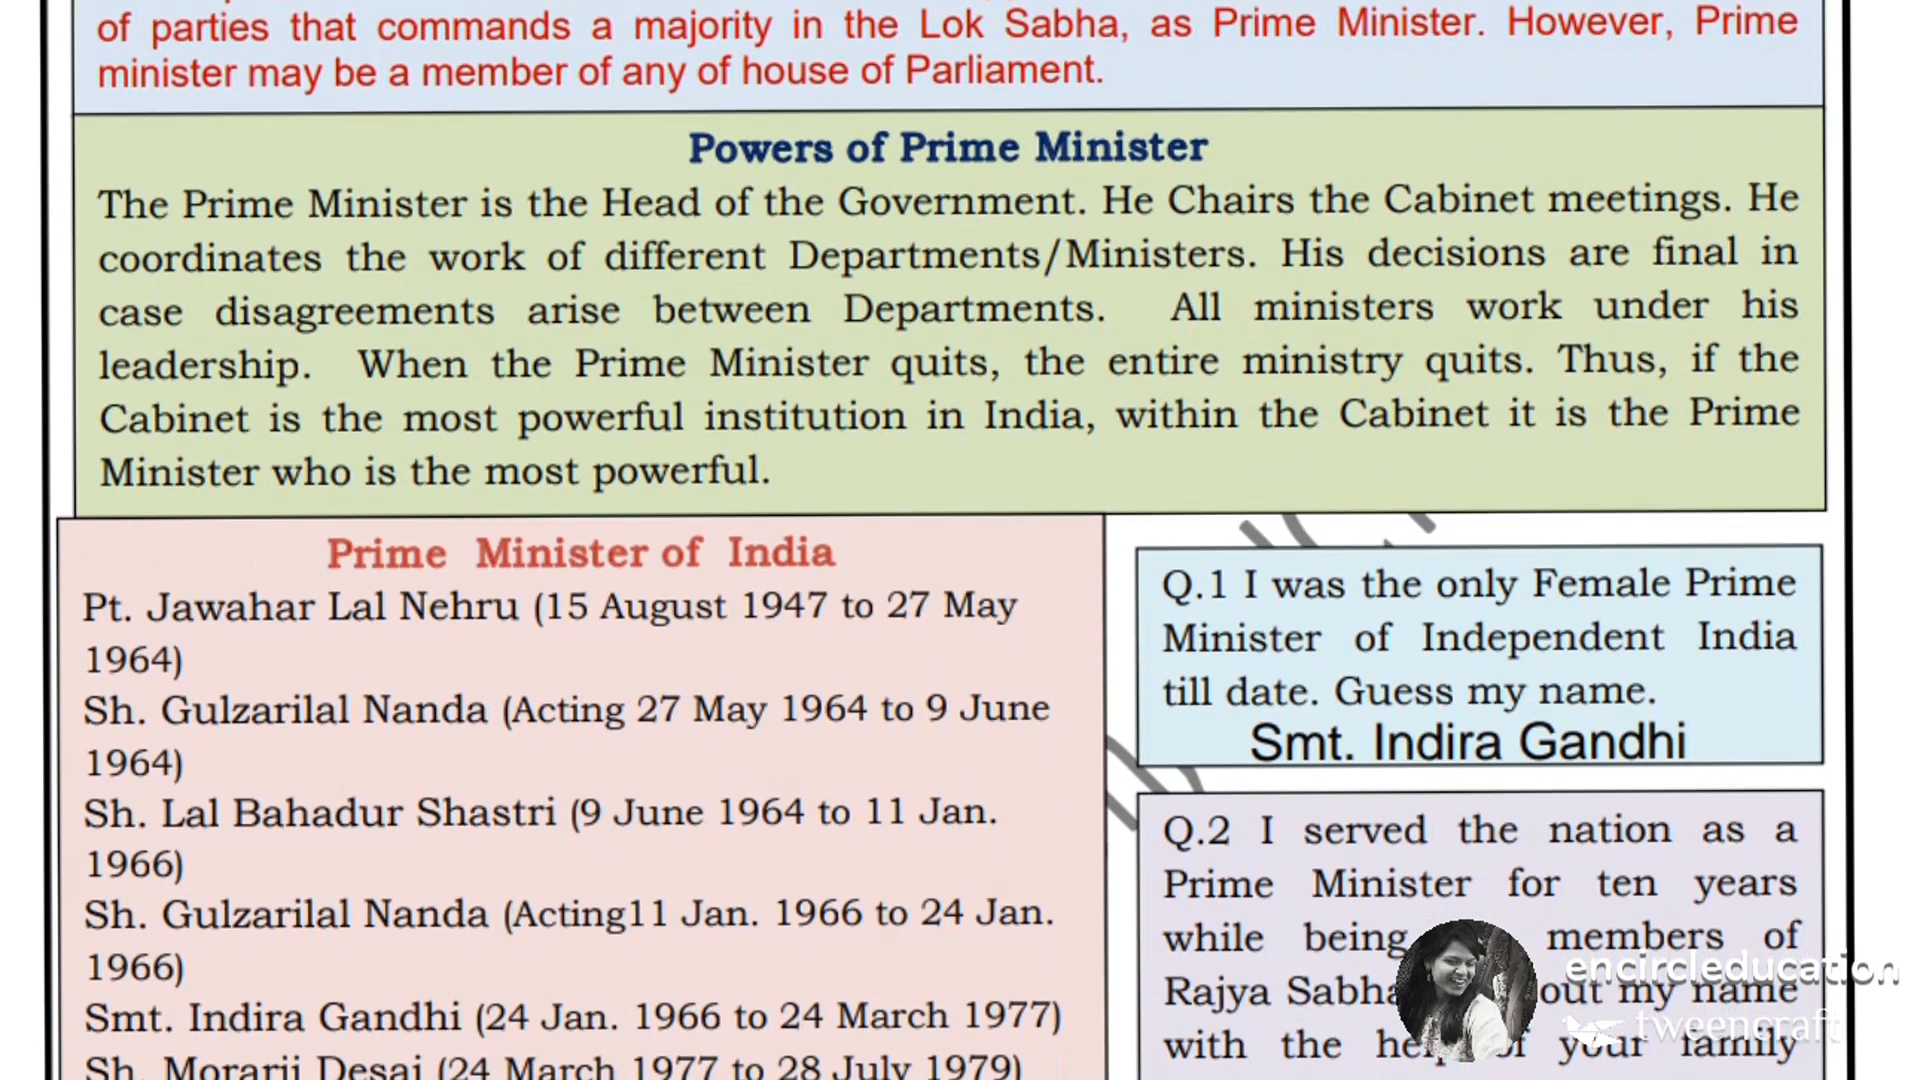 of parties that commands a majority in the Lok Sabha, as Prime Minister. However, Prime
minister may be a member of any of house of Parliament.
Powers of Prime Minister
The Prime Minister is the Head of the Government. He Chairs the Cabinet meetings. He
coordinates the work of different Departments/Ministers. His decisions are final in
case disagreements arise between Departments. All ministers work under his
leadership. When the Prime Minister quits, the entire ministry quits. Thus, if the
Cabinet is the most powerful institution in India, within the Cabinet it is the Prime
Minister who is the most powerful.
Prime Minister of India
Pt. Jawahar Lal Nehru (15 August 1947 to 27 May
1964)
Sh. Gulzarilal Nanda (Acting 27 May 1964 to 9 June
1964)
Sh. Lal Bahadur Shastri (9 June 1964 to 11 Jan.
1966)
Sh. Gulzarilal Nanda (Acting11 Jan. 1966 to 24 Jan.
1966)
Smt. Indira Gandhi (24 Jan. 1966 to 24 March 1977)
Sh. Morarji Desai (24 March 1977 to 28 July 1979)
Q.1 I was the only Female Prime
Minister of Independent India
till date. Guess my name.
Smt. Indira Gandhi
Q.2 I served the nation as a
Prime Minister for ten years
while being members of
Rajya Sabha out my name
with the of your family
encircleducation
tweencraft